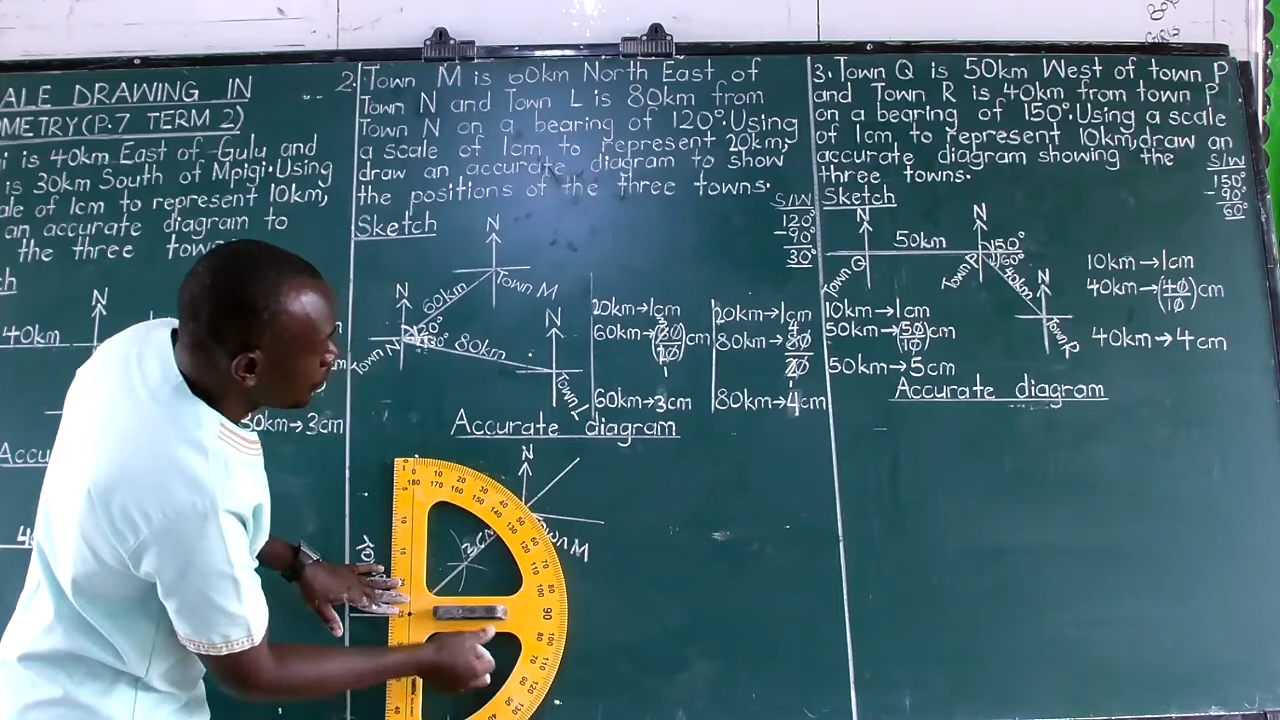 ALE DRAWING IN
OMETRY (P.7 TERM 2)
i is 40km East of Gulu and
is 30km South of Mpigi. Using
ale of 1cm to represent 10km,
an accurate diagram to
the three tow
ch
N
40km
30km→3cm
Accu
2. Town M is 60km North East of
Town N and Town L is 80km from
Town N on a bearing of 120°. Using
a scale of 1cm to represent 20km,
draw an accurate diagram to show
the positions of the three towns.
Sketch
S/W
120°
-90°
30°
N
60km
Town M
N
120°
30°
Town N
80km
N
Town L
20km→1cm
60km→(60/20)cm
60km→3cm
20km→1cm
80km→80/20
80km→4cm
Accurate diagram
N
3cm
Town M
3. Town Q is 50km West of town P
and Town R is 40km from town P
on a bearing of 150°. Using a scale
of 1cm to represent 10km, draw an
accurate diagram showing the
three towns.
S/W
150°
-90°
60°
Sketch
N
50km
Town Q
N
150°
60°
Town P
40km
N
Town R
10km→1cm
50km→(50/10)cm
50km→5cm
10km→1cm
40km→(40/10)cm
40km→4cm
Accurate diagram
GIRLS